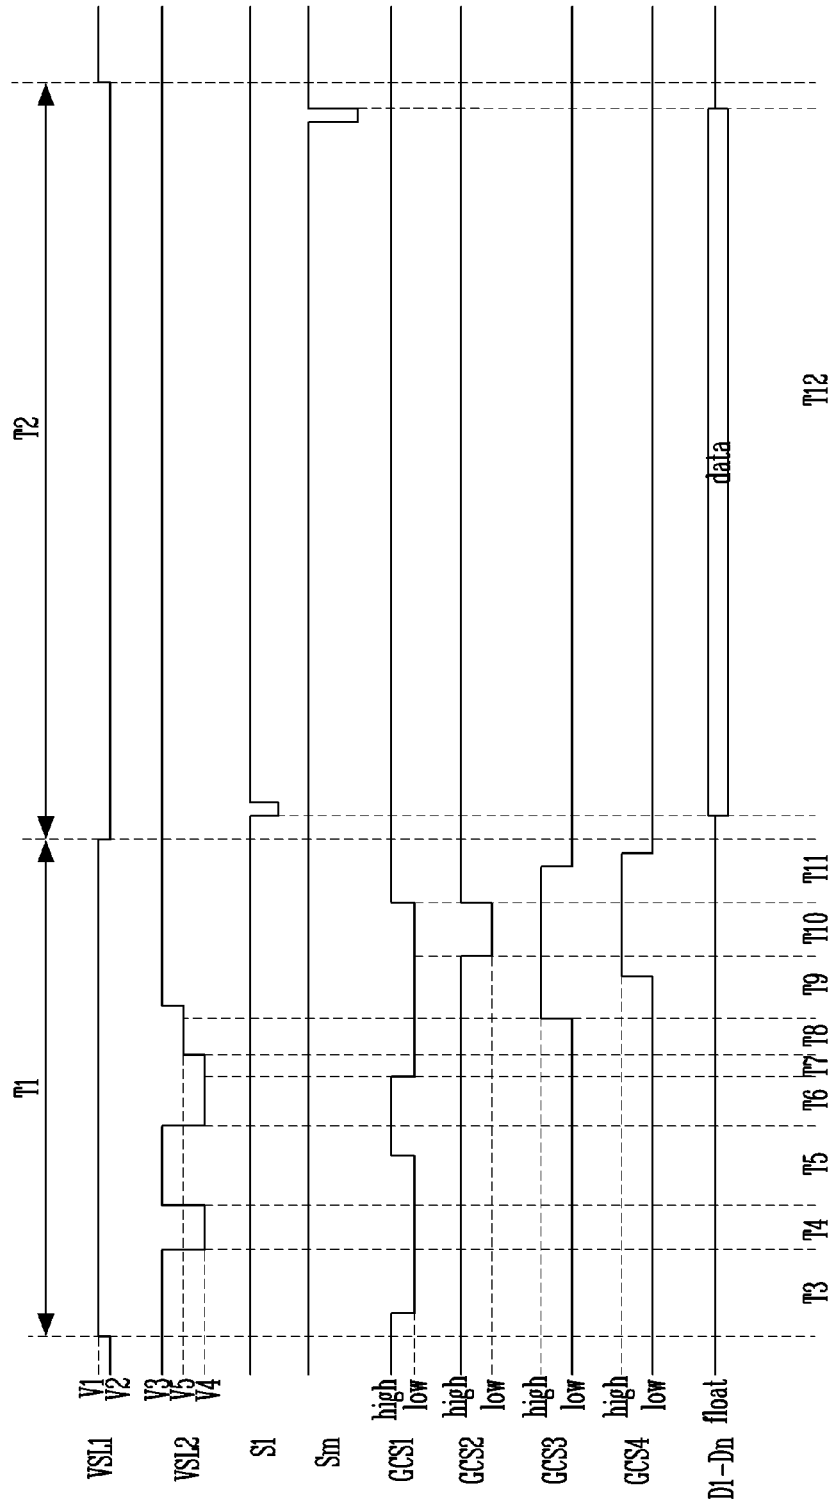 T1 T2
VSL1 V1
V2
VSL2 V3
V5
V4
S1
Sm
GCS1 high
low
GCS2 high
low
GCS3 high
low
GCS4 high
low
D1-Dn float data
T3 T4 T5 T6 T7 T8 T9 T10 T11 T12